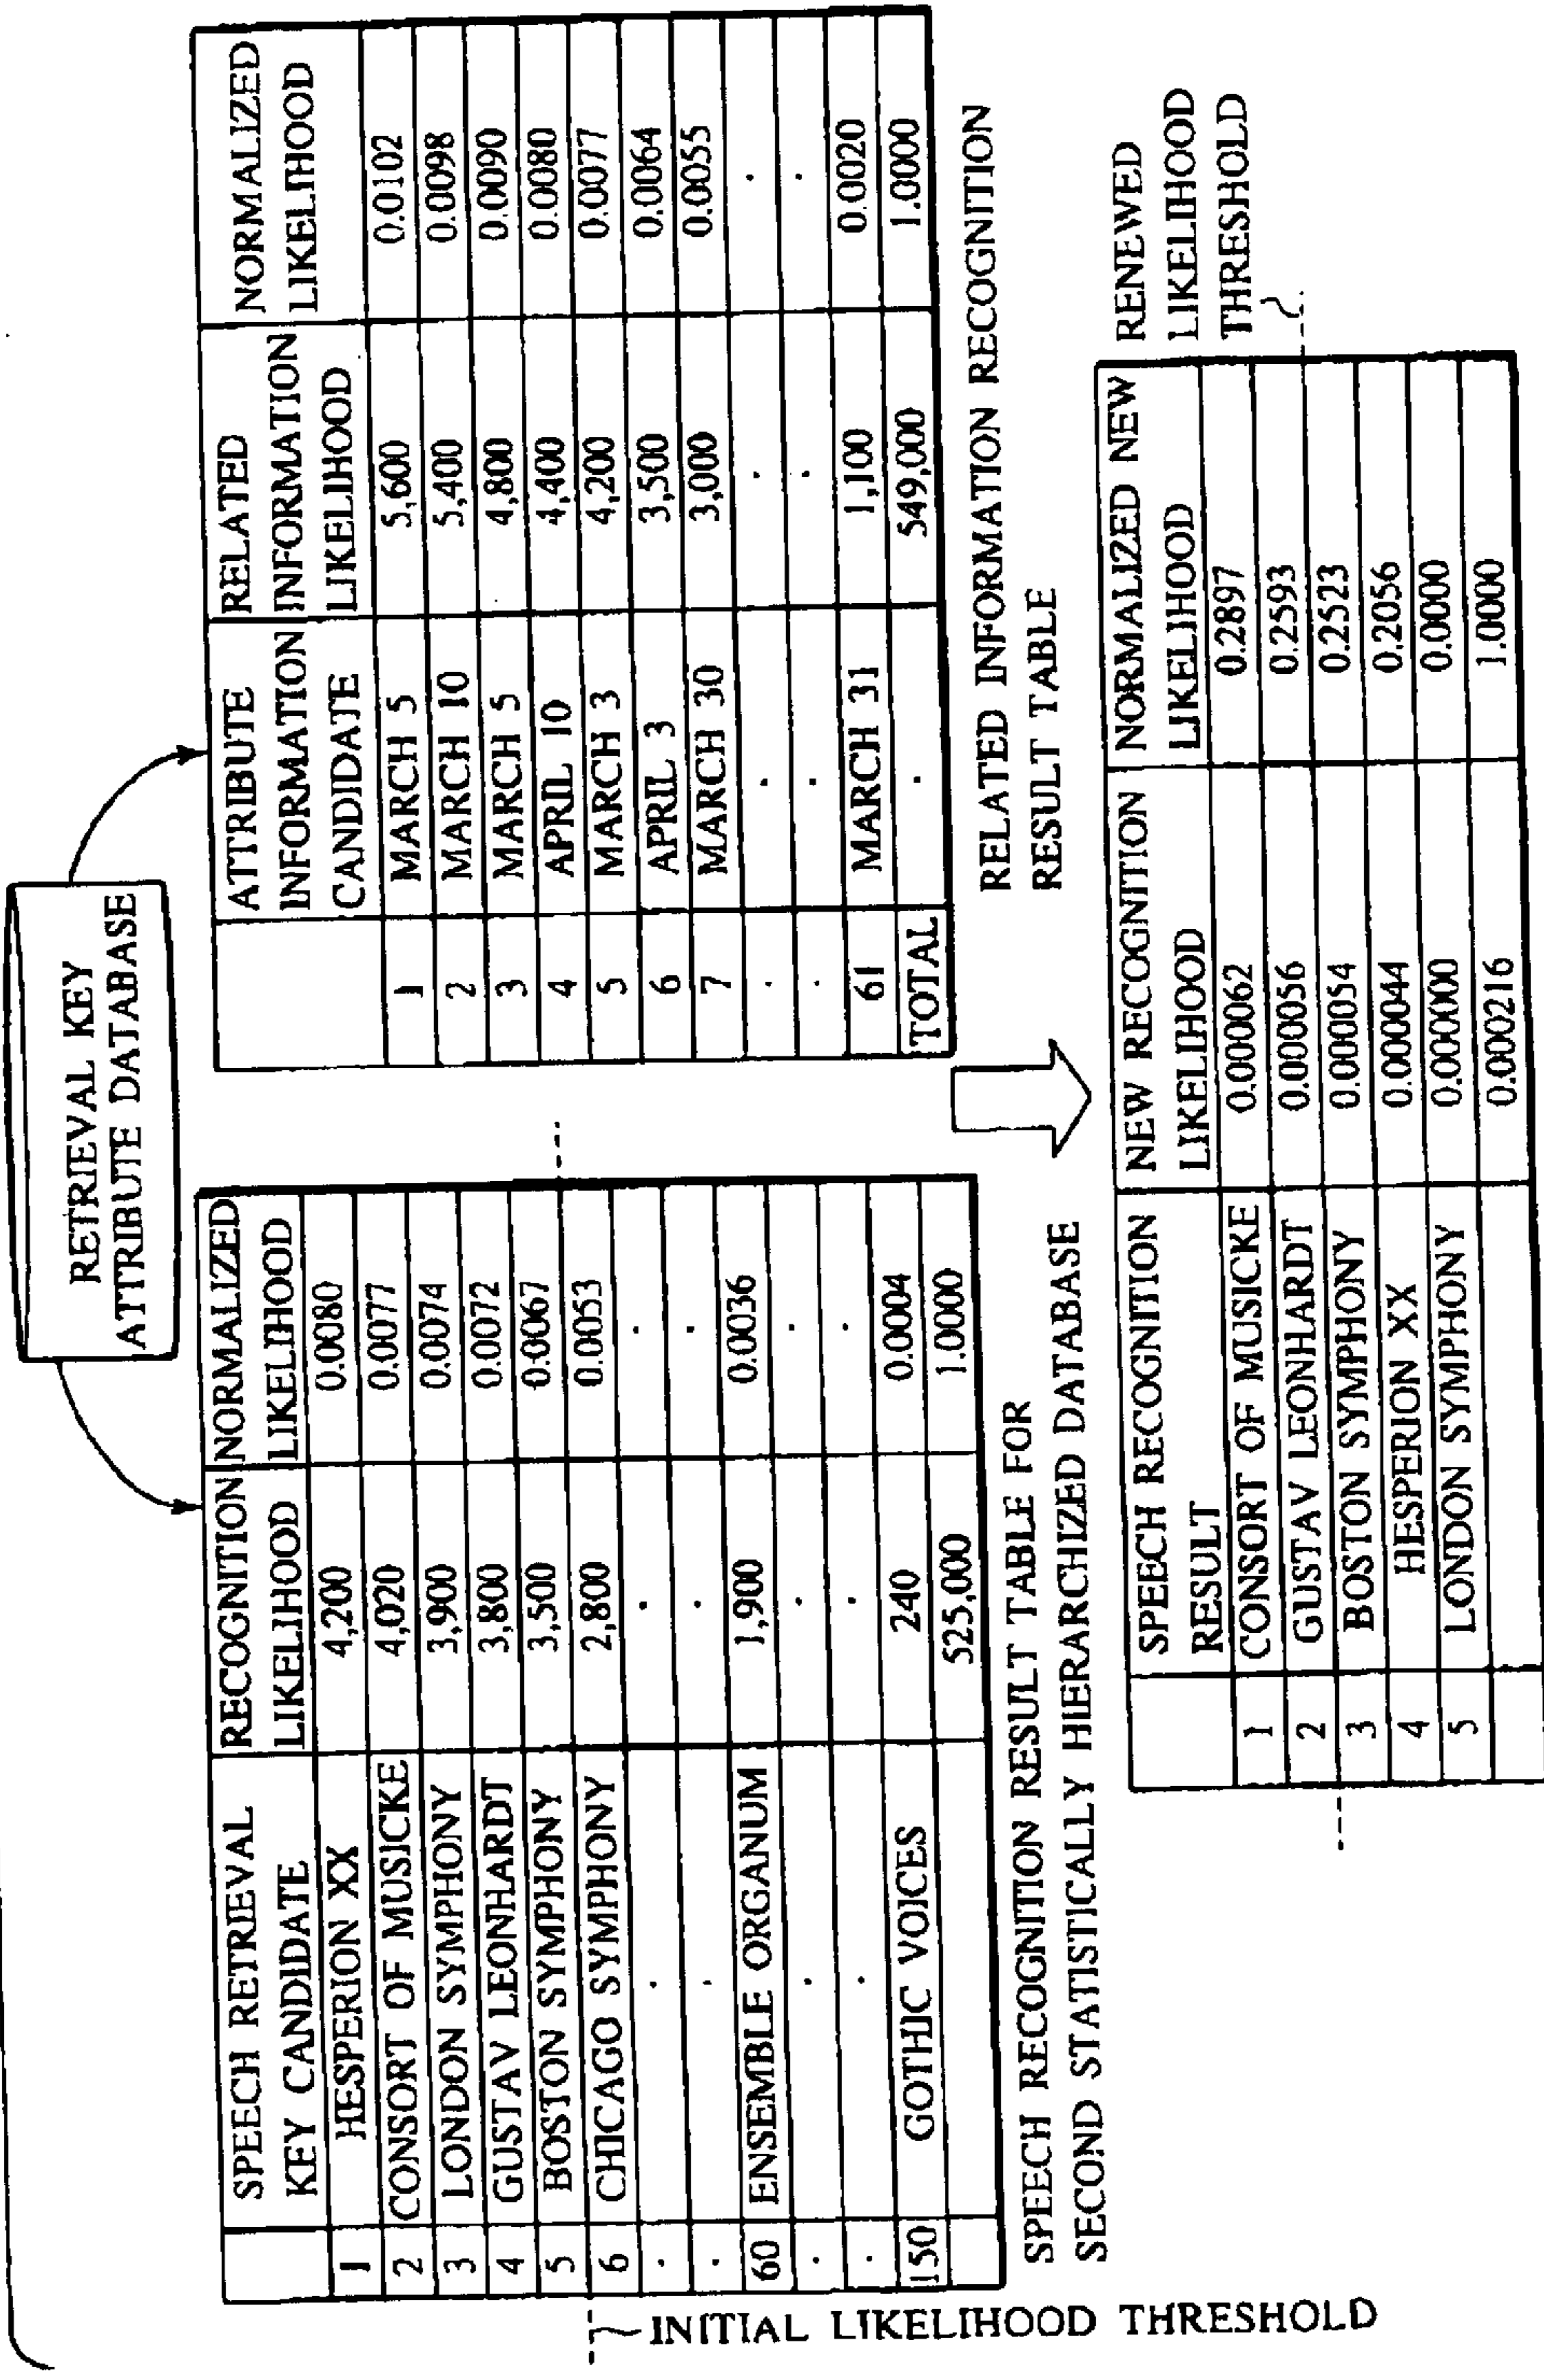 RETRIEVAL KEY
ATTRIBUTE DATABASE
SPEECH RETRIEVAL KEY CANDIDATE RECOGNITION LIKELIHOOD NORMALIZED LIKELIHOOD
1 HESPERION XX 4,200 0.0080
2 CONSORT OF MUSICKE 4,020 0.0077
3 LONDON SYMPHONY 3,900 0.0074
4 GUSTAV LEONHARDT 3,800 0.0072
5 BOSTON SYMPHONY 3,500 0.0067
6 CHICAGO SYMPHONY 2,800 0.0053
. . . .
. . . .
60 ENSEMBLE ORGANUM 1,900 0.0036
. . . .
. . . .
150 GOTHIC VOICES 240 0.0004
525,000 1.0000
INITIAL LIKELIHOOD THRESHOLD
SPEECH RECOGNITION RESULT TABLE FOR
SECOND STATISTICALLY HIERARCHIZED DATABASE
ATTRIBUTE INFORMATION CANDIDATE RELATED INFORMATION LIKELIHOOD NORMALIZED LIKELIHOOD
1 MARCH 5 5,600 0.0102
2 MARCH 10 5,400 0.0098
3 MARCH 5 4,800 0.0090
4 APRIL 10 4,400 0.0080
5 MARCH 3 4,200 0.0077
6 APRIL 3 3,500 0.0064
7 MARCH 30 3,000 0.0055
. . . .
. . . .
61 MARCH 31 1,100 0.0020
TOTAL . 549,000 1.0000
RELATED INFORMATION RECOGNITION
RESULT TABLE
SPEECH RECOGNITION RESULT NEW RECOGNITION LIKELIHOOD NORMALIZED NEW LIKELIHOOD
1 CONSORT OF MUSICKE 0.000062 0.2897
2 GUSTAV LEONHARDT 0.000056 0.2593
3 BOSTON SYMPHONY 0.000054 0.2523
4 HESPERION XX 0.000044 0.2056
5 LONDON SYMPHONY 0.000000 0.0000
0.000216 1.0000
RENEWED
LIKELIHOOD
THRESHOLD